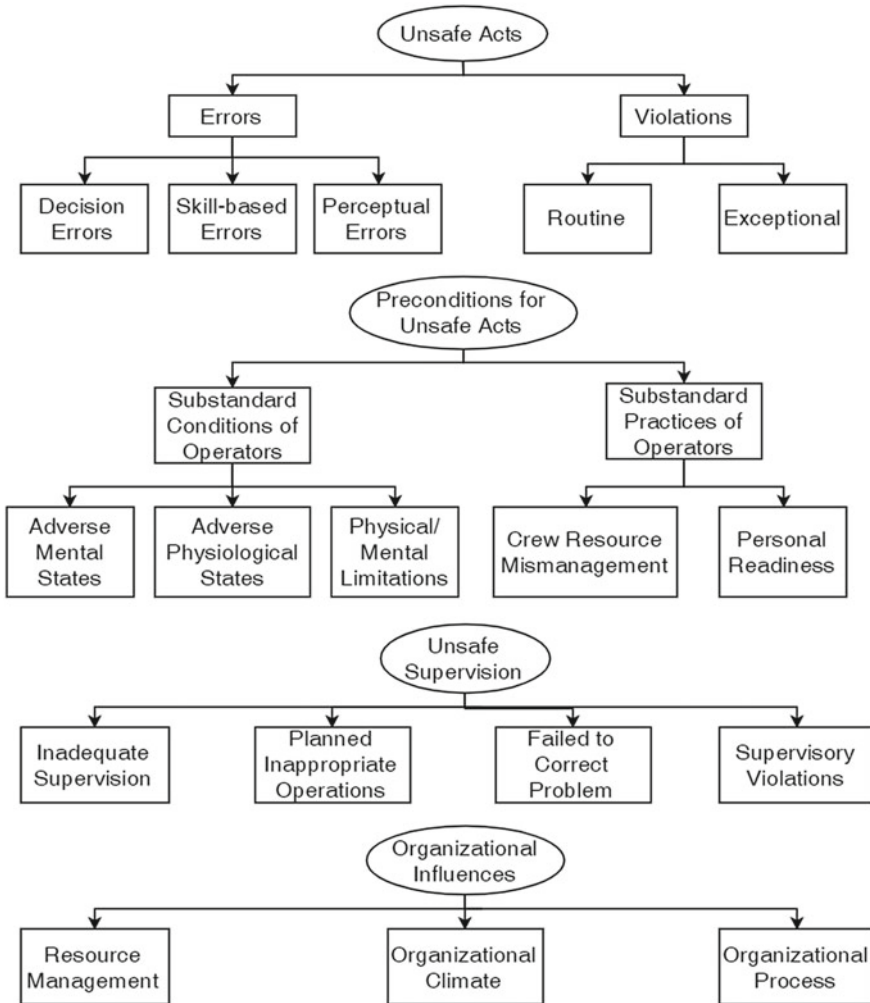 Unsafe Acts
Errors
Violations
Decision
Errors
Skill-based
Errors
Perceptual
Errors
Routine
Exceptional
Preconditions for
Unsafe Acts
Substandard
Conditions of
Operators
Substandard
Practices of
Operators
Adverse
Mental
States
Adverse
Physiological
States
Physical/
Mental
Limitations
Crew Resource
Mismanagement
Personal
Readiness
Unsafe
Supervision
Inadequate
Supervision
Planned
Inappropriate
Operations
Failed to
Correct
Problem
Supervisory
Violations
Organizational
Influences
Resource
Management
Organizational
Climate
Organizational
Process